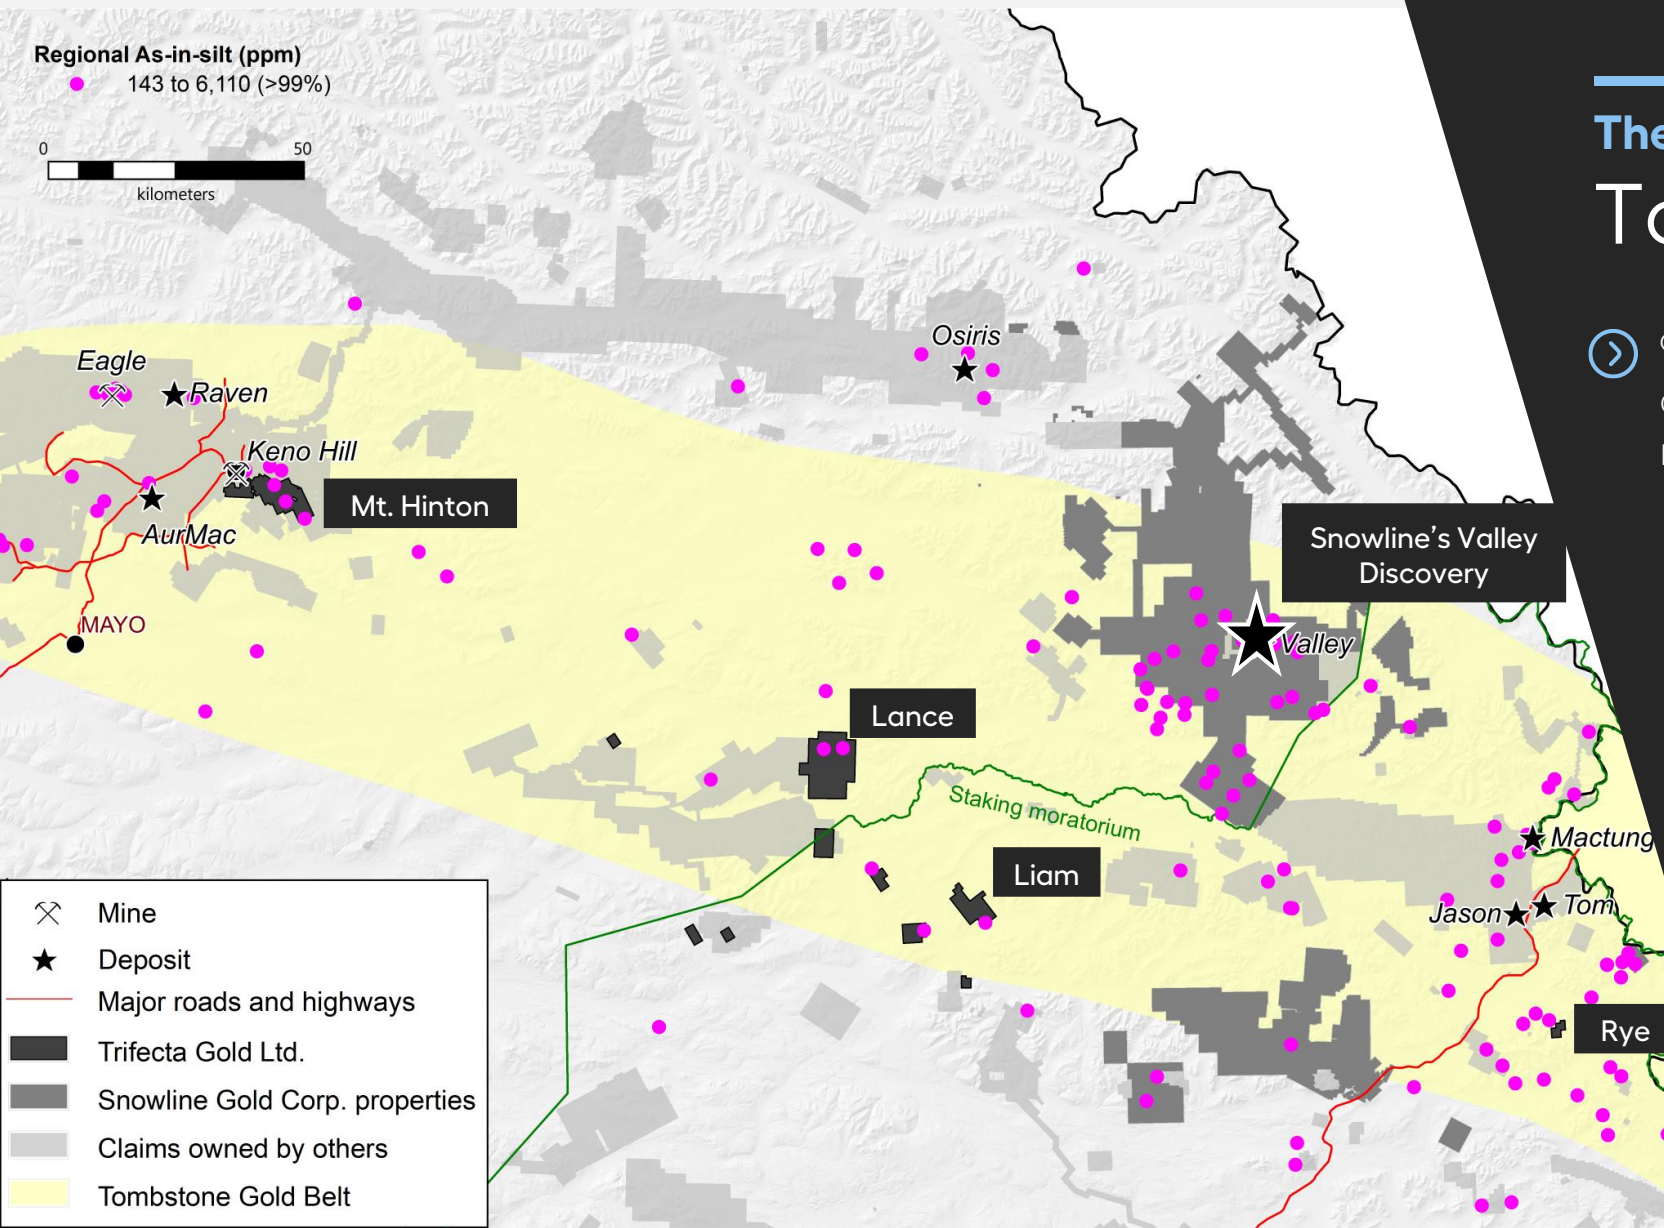 Regional As-in-silt (ppm)
143 to 6,110 (>99%)
0 50
kilometers
The
Osiris
Eagle
Raven
Keno Hill
Mt. Hinton
AurMac
MAYO
Snowline's Valley
Discovery
Valley
Lance
Staking moratorium
Liam
Mactung
Jason
Tom
Rye
Mine
Deposit
Major roads and highways
Trifecta Gold Ltd.
Snowline Gold Corp. properties
Claims owned by others
Tombstone Gold Belt